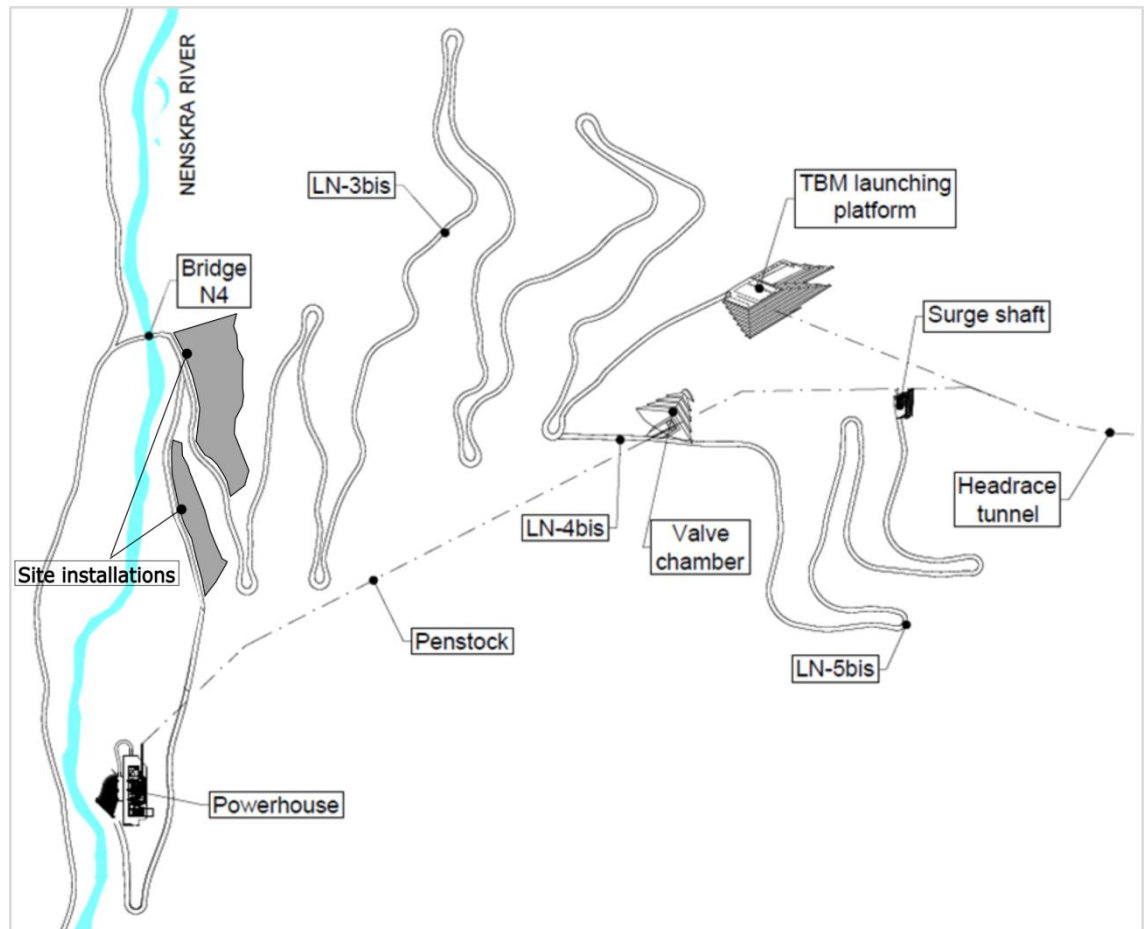 NENSKRA RIVER
LN-3bis
TBM launching
platform
Bridge
N4
Surge shaft
Headrace
tunnel
LN-4bis
Valve
chamber
Site installations
Penstock
LN-5bis
Powerhouse